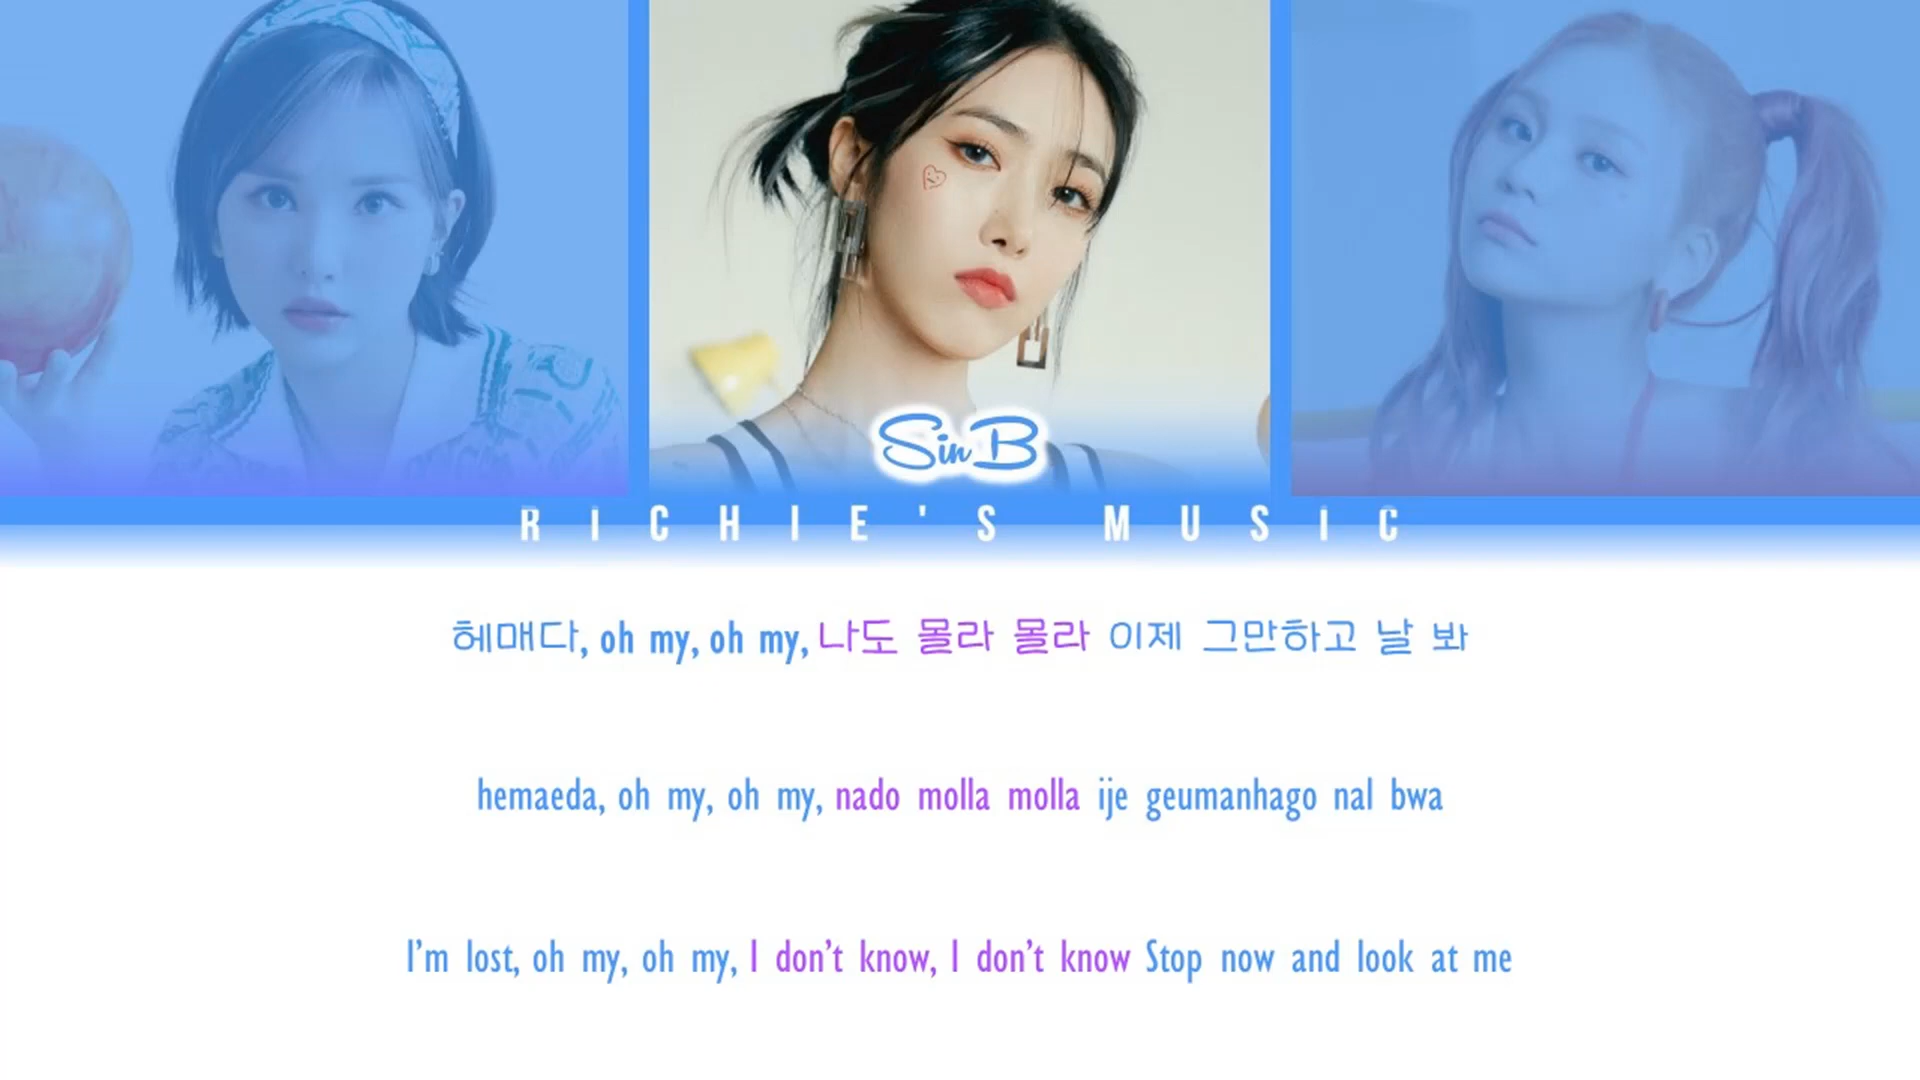 SinB
RICHIE'S MUSIC
헤매다, oh my, oh my, 나도 몰라 몰라 이제 그만하고 날 봐
hemaeda, oh my, oh my, nado molla molla ije geumanhago nal bwa
I'm lost, oh my, oh my, I don't know, I don't know Stop now and look at me